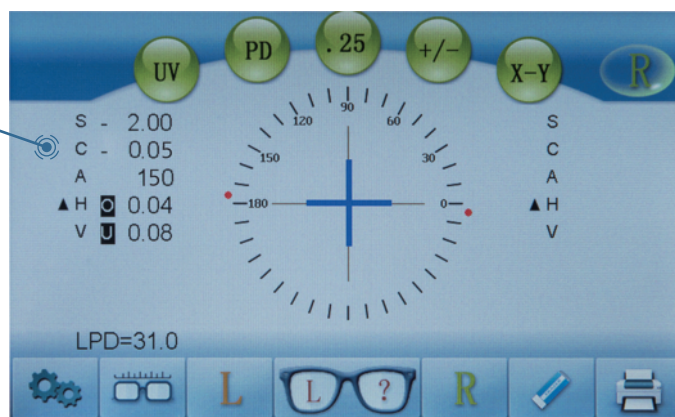 UV PD .25 +/- X-Y R
S - 2.00
C - 0.05
A 150
▲H O 0.04
V U 0.08
90
120 60
150 30
180 0
S
C
A
▲H
V
LPD=31.0
L L ? R